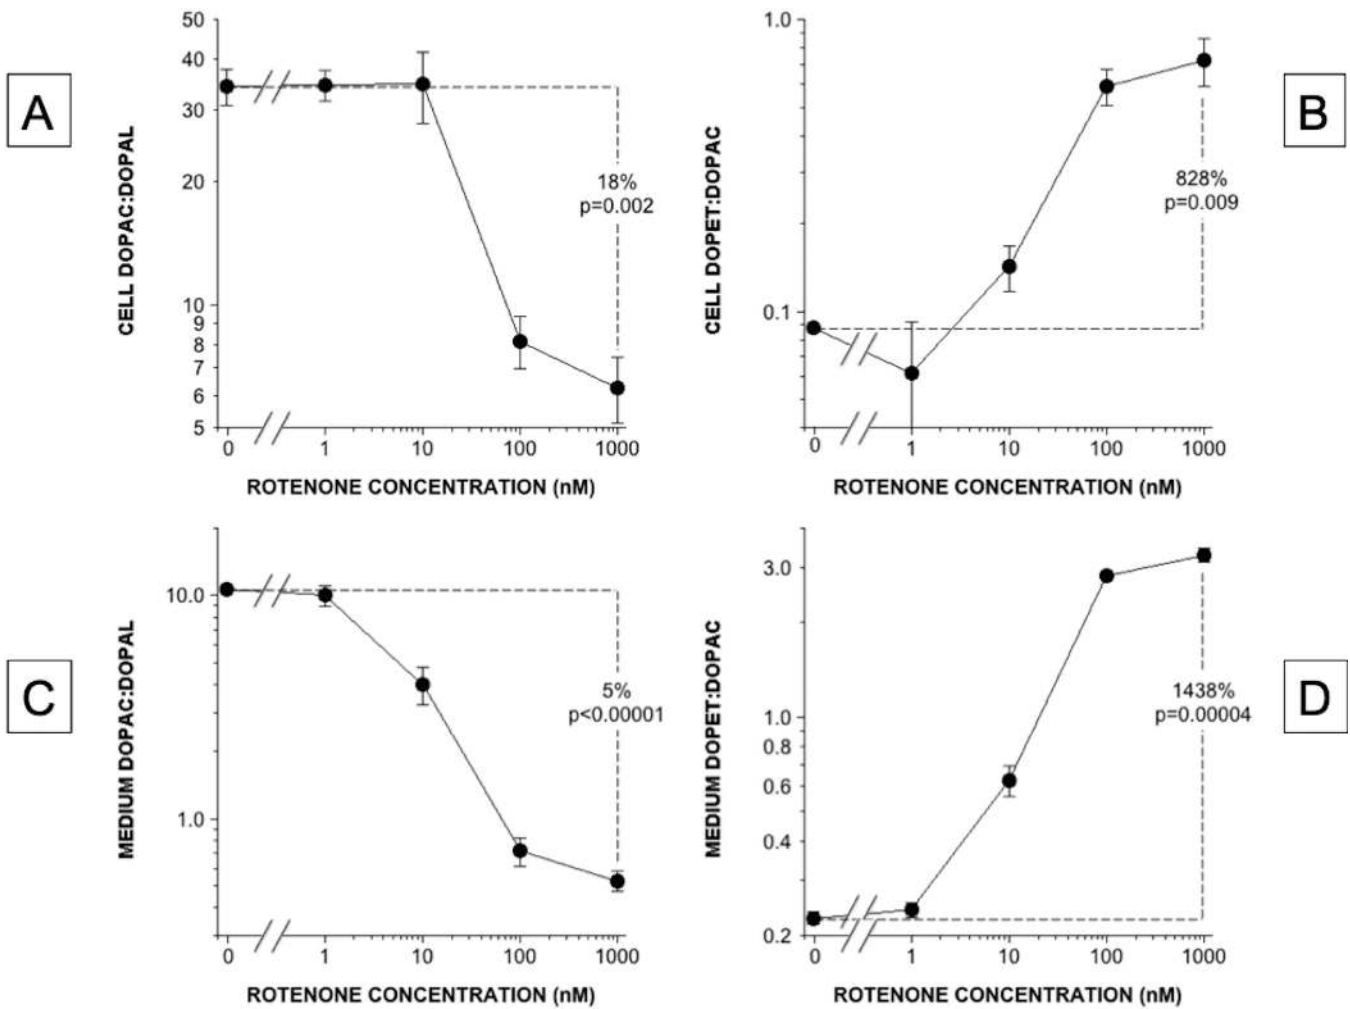 A
CELL DOPAC:DOPAL
50
40
30
20
10
9
8
7
6
5
18%
p=0.002
0 1 10 100 1000
ROTENONE CONCENTRATION (nM)
B
CELL DOPET:DOPAC
1.0
0.1
828%
p=0.009
0 1 10 100 1000
ROTENONE CONCENTRATION (nM)
C
MEDIUM DOPAC:DOPAL
10.0
1.0
5%
p<0.00001
0 1 10 100 1000
ROTENONE CONCENTRATION (nM)
D
MEDIUM DOPET:DOPAC
3.0
1.0
0.8
0.6
0.4
0.2
1438%
p=0.00004
0 1 10 100 1000
ROTENONE CONCENTRATION (nM)